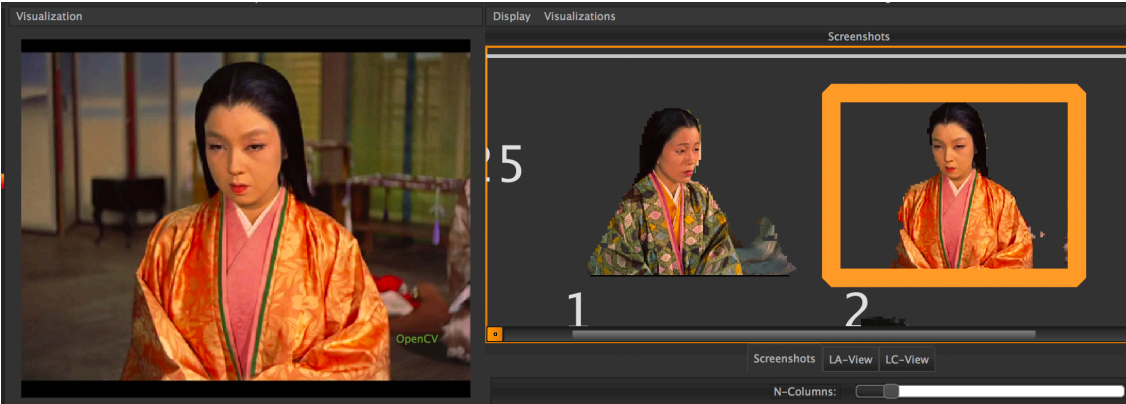 Visualization
OpenCV
Display Visualizations
Screenshots
25
1
2
Screenshots LA-View LC-View
N-Columns: